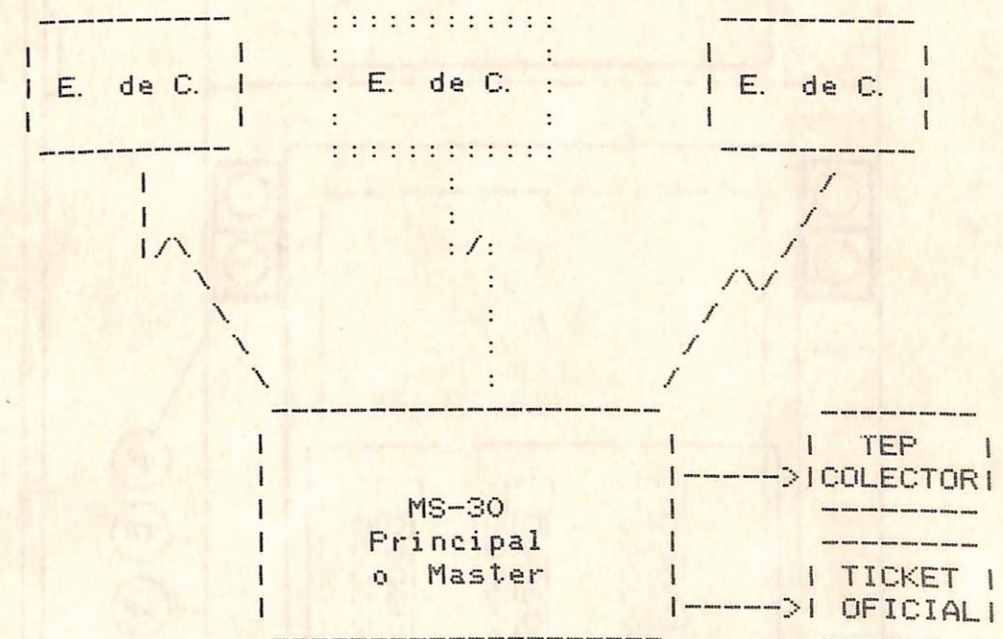 E. de C. E. de C. E. de C.
TEP
COLECTOR
MS-30
Principal
o Master
TICKET
OFICIAL